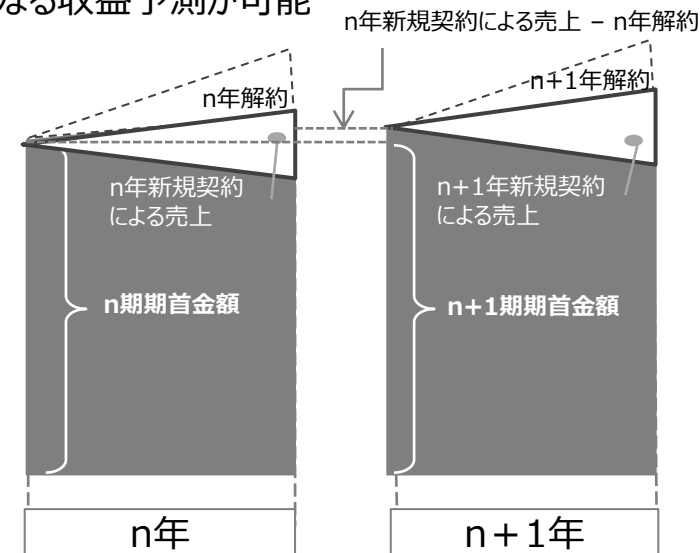 なる収益予測が可能
n年新規契約による売上 – n年解約
n年解約
n年新規契約
による売上
n期期首金額
n年
n+1年解約
n+1年新規契約
による売上
n+1期期首金額
n+1年